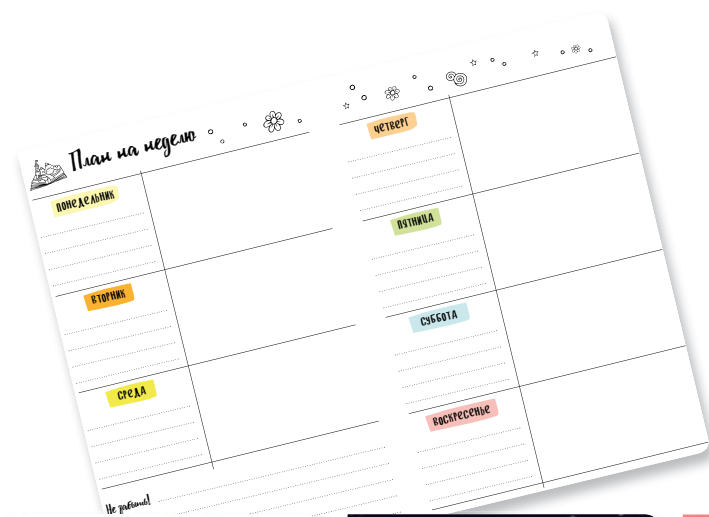 План на неделю
ПОНЕДЕЛЬНИК
ВТОРНИК
СРЕДА
Не забыть!
ЧЕТВЕРГ
ПЯТНИЦА
СУББОТА
ВОСКРЕСЕНЬЕ